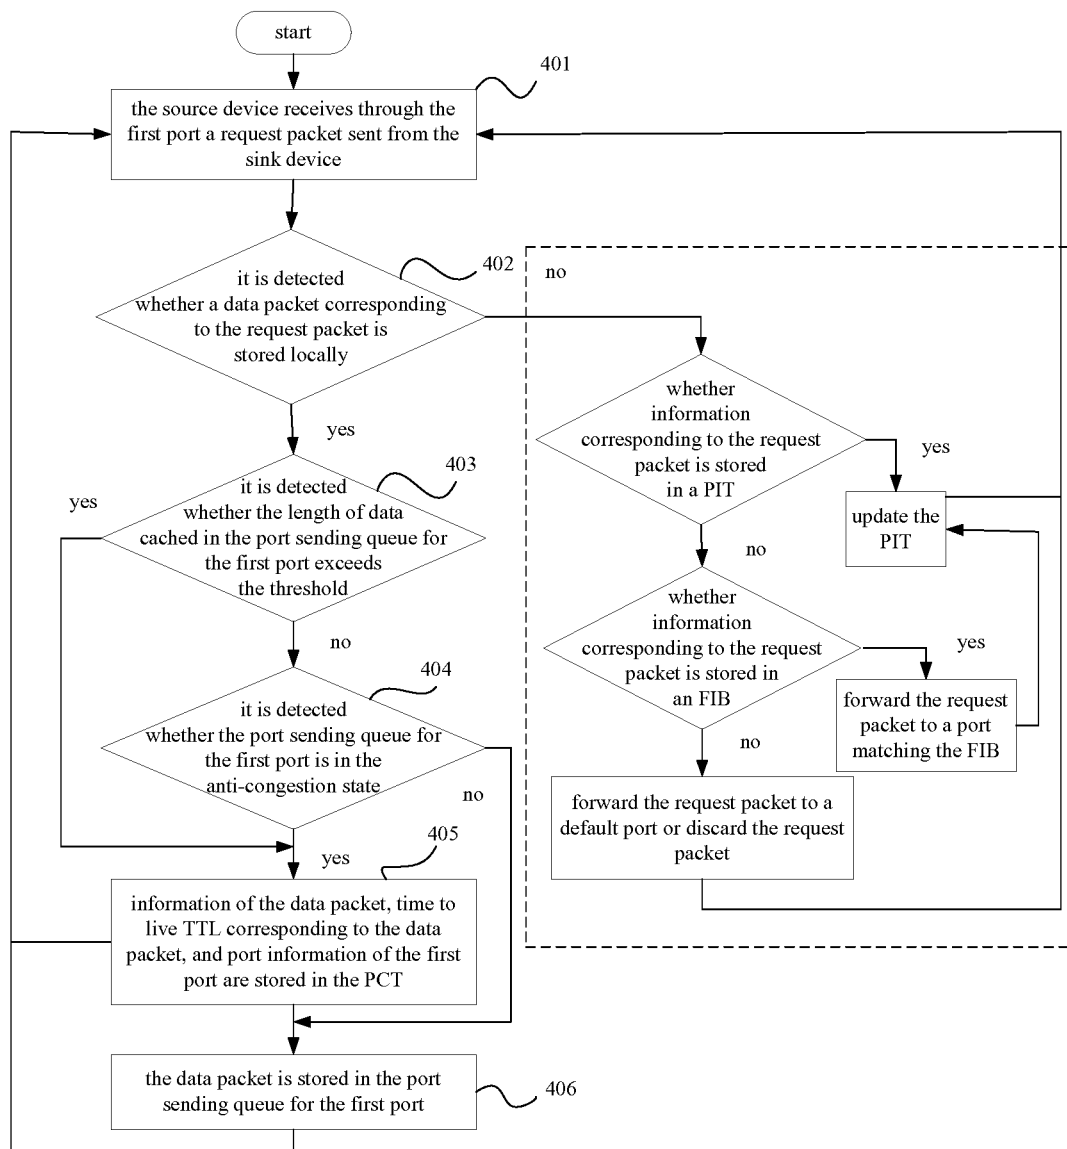 start
401
the source device receives through the
first port a request packet sent from the
sink device
402
it is detected
whether a data packet corresponding
to the request packet is
stored locally
no
yes
whether
information
corresponding to the request
packet is stored
in a PIT
yes
update the
PIT
no
403
it is detected
whether the length of data
cached in the port sending queue for
the first port exceeds
the threshold
yes
no
whether
information
corresponding to the request
packet is stored in
an FIB
yes
forward the request
packet to a port
matching the FIB
no
forward the request packet to a
default port or discard the request
packet
404
it is detected
whether the port sending queue for
the first port is in the
anti-congestion state
no
yes
405
information of the data packet, time to
live TTL corresponding to the data
packet, and port information of the first
port are stored in the PCT
the data packet is stored in the port
sending queue for the first port
406